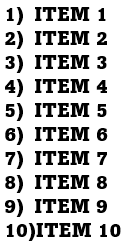 1) ITEM 1
2) ITEM 2
3) ITEM 3
4) ITEM 4
5) ITEM 5
6) ITEM 6
7) ITEM 7
8) ITEM 8
9) ITEM 9
10)ITEM 10